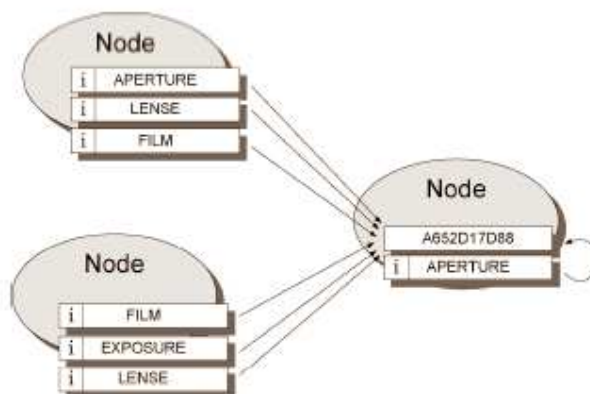 Node
i APERTURE
i LENSE
i FILM
Node
A652D17D88
i APERTURE
Node
i FILM
i EXPOSURE
i LENSE